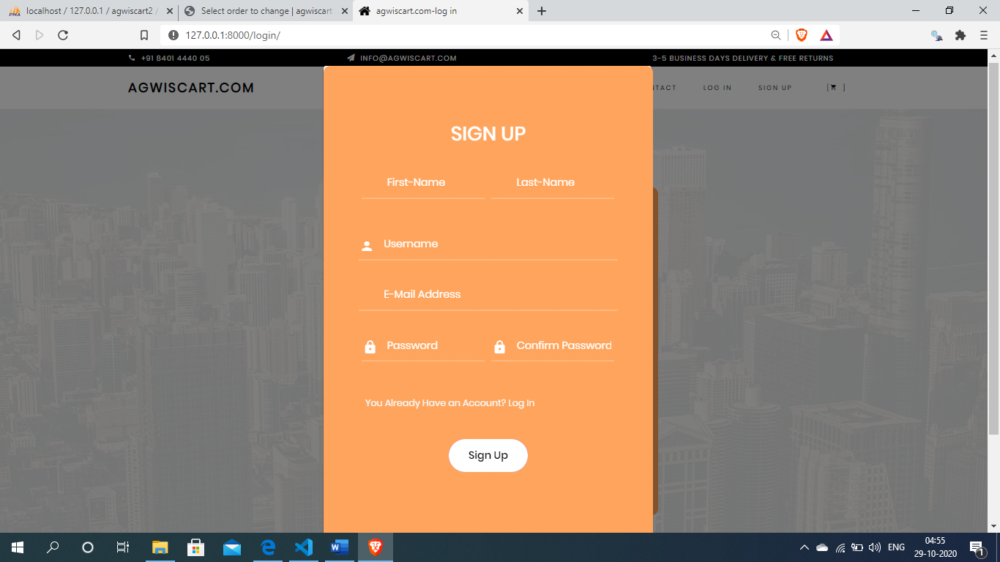 localhost / 127.0.0.1 / agwiscart2 /
Select order to change | agwiscart
agwiscart.com-log in
127.0.0.1:8000/login/
+91 8401 4440 05
INFO@AGWISCART.COM
3-5 BUSINESS DAYS DELIVERY & FREE RETURNS
AGWISCART.COM
NTACT LOG IN SIGN UP [ ]
SIGN UP
First-Name Last-Name
Username
E-Mail Address
Password Confirm Password
You Already Have an Account? Log In
Sign Up
ENG
04:55
29-10-2020
1